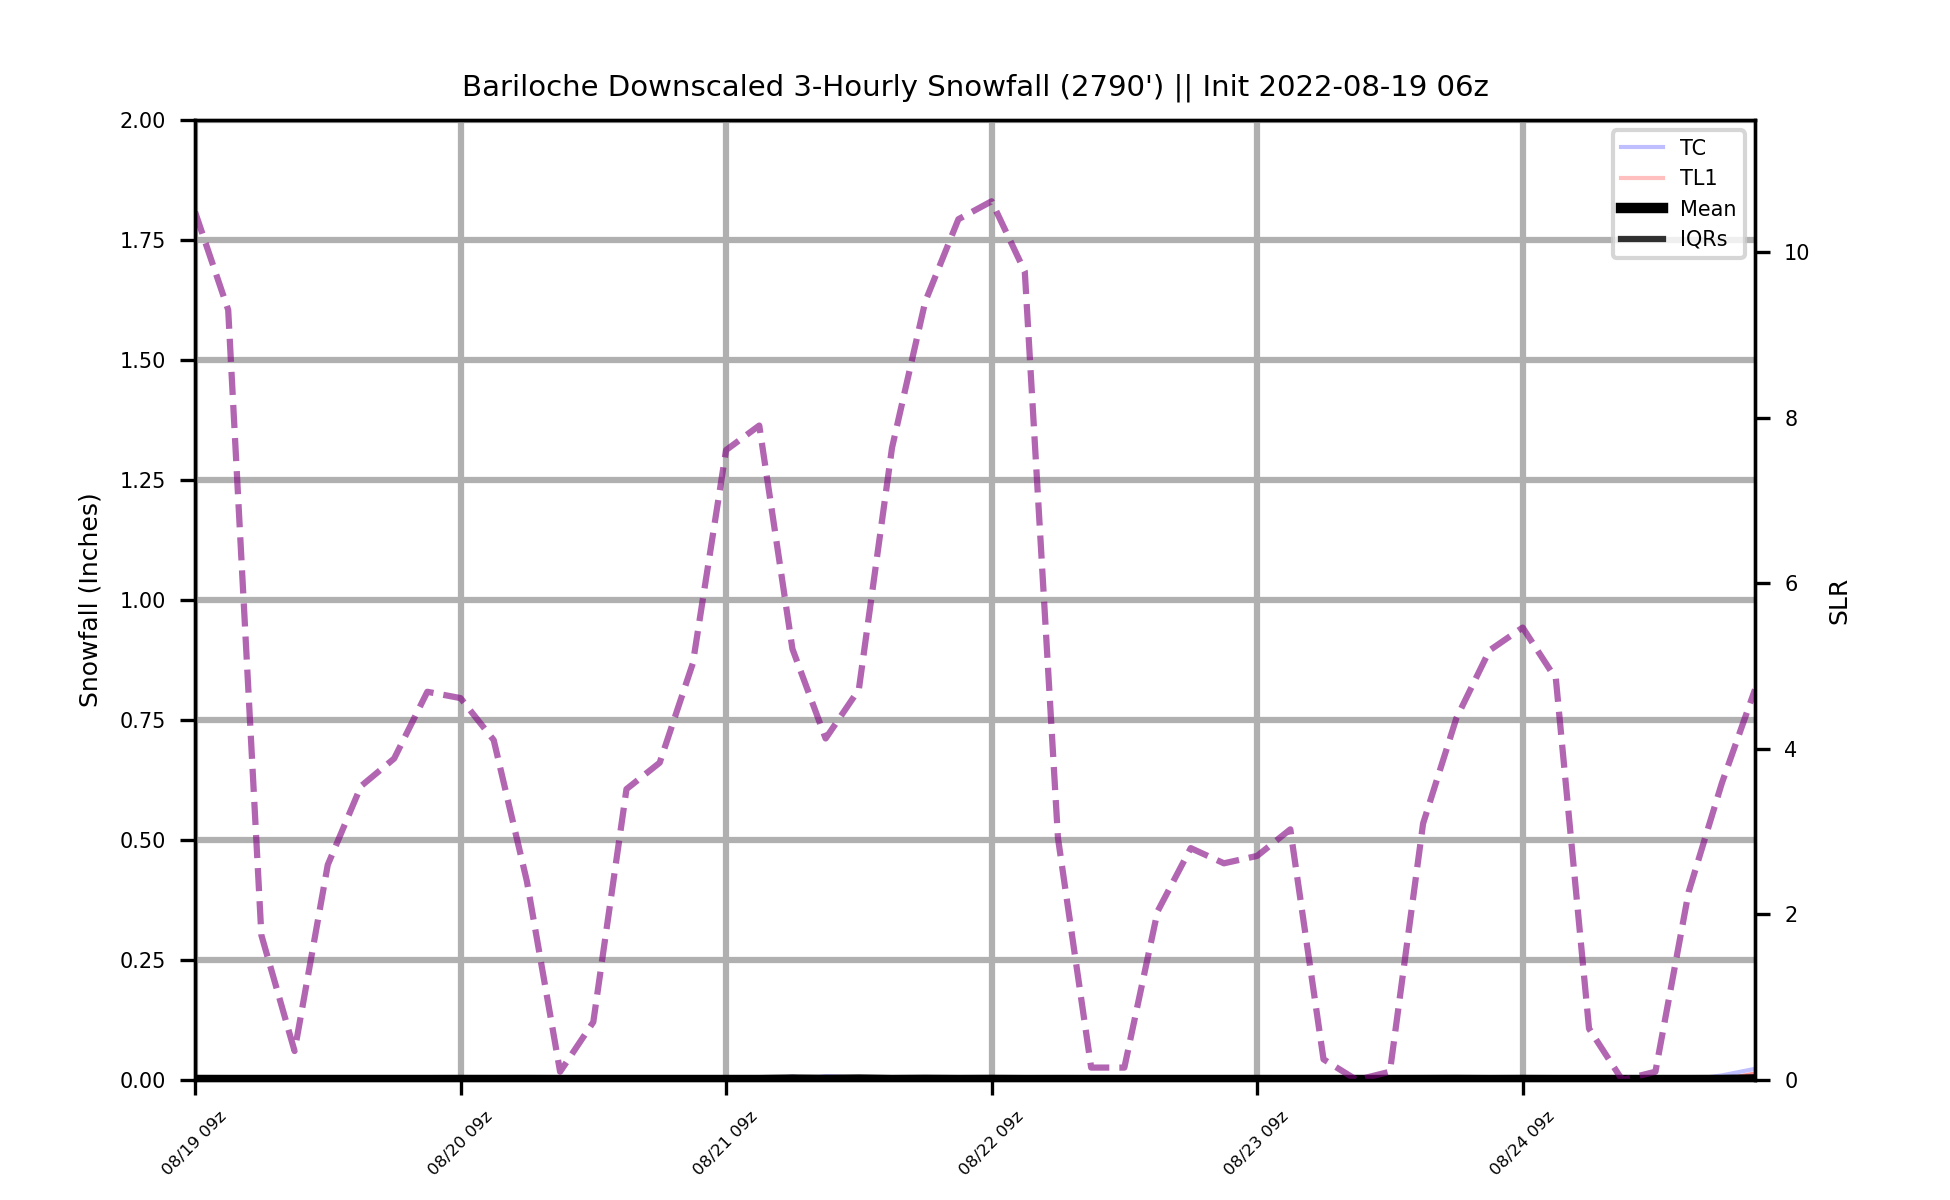 Bariloche Downscaled 3-Hourly Snowfall (2790') || Init 2022-08-19 06z
2.00
1.75
1.50
1.25
1.00
0.75
0.50
0.25
0.00
Snowfall (Inches)
TC
TL1
Mean
IQRs
10
8
6
4
2
0
SLR
08/19 09z
08/20 09z
08/21 09z
08/22 09z
08/23 09z
08/24 09z